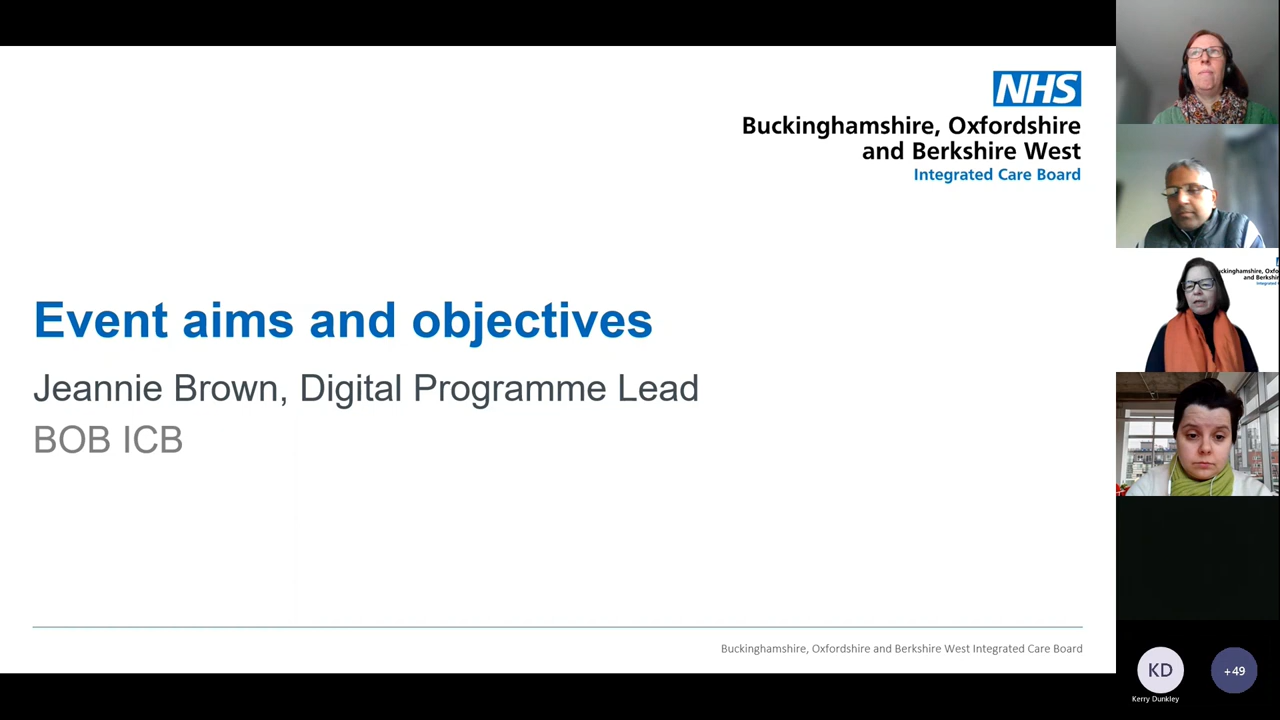 NHS
Buckinghamshire, Oxfordshire
and Berkshire West
Integrated Care Board
Event aims and objectives
Jeannie Brown, Digital Programme Lead
BOB ICB
Buckinghamshire, Oxfordshire and Berkshire West Integrated Care Board
KD
+49
Kerry Dunkley